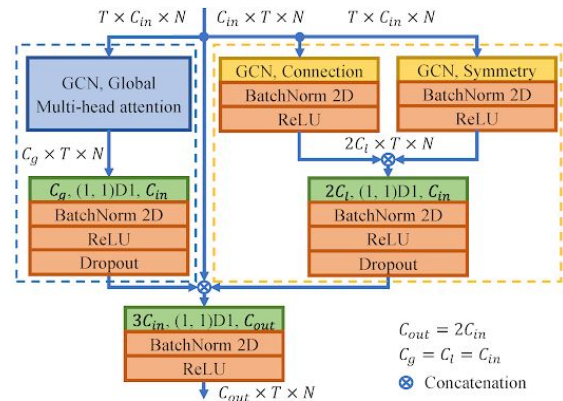 T × C_in × N
C_in × T × N
T × C_in × N
GCN, Global
Multi-head attention
GCN, Connection
BatchNorm 2D
ReLU
GCN, Symmetry
BatchNorm 2D
ReLU
C_g × T × N
2C_l × T × N
C_g, (1, 1)D1, C_in
BatchNorm 2D
ReLU
Dropout
2C_l, (1, 1)D1, C_in
BatchNorm 2D
ReLU
Dropout
3C_in, (1, 1)D1, C_out
BatchNorm 2D
ReLU
C_out × T × N
C_out = 2C_in
C_g = C_l = C_in
⊗ Concatenation